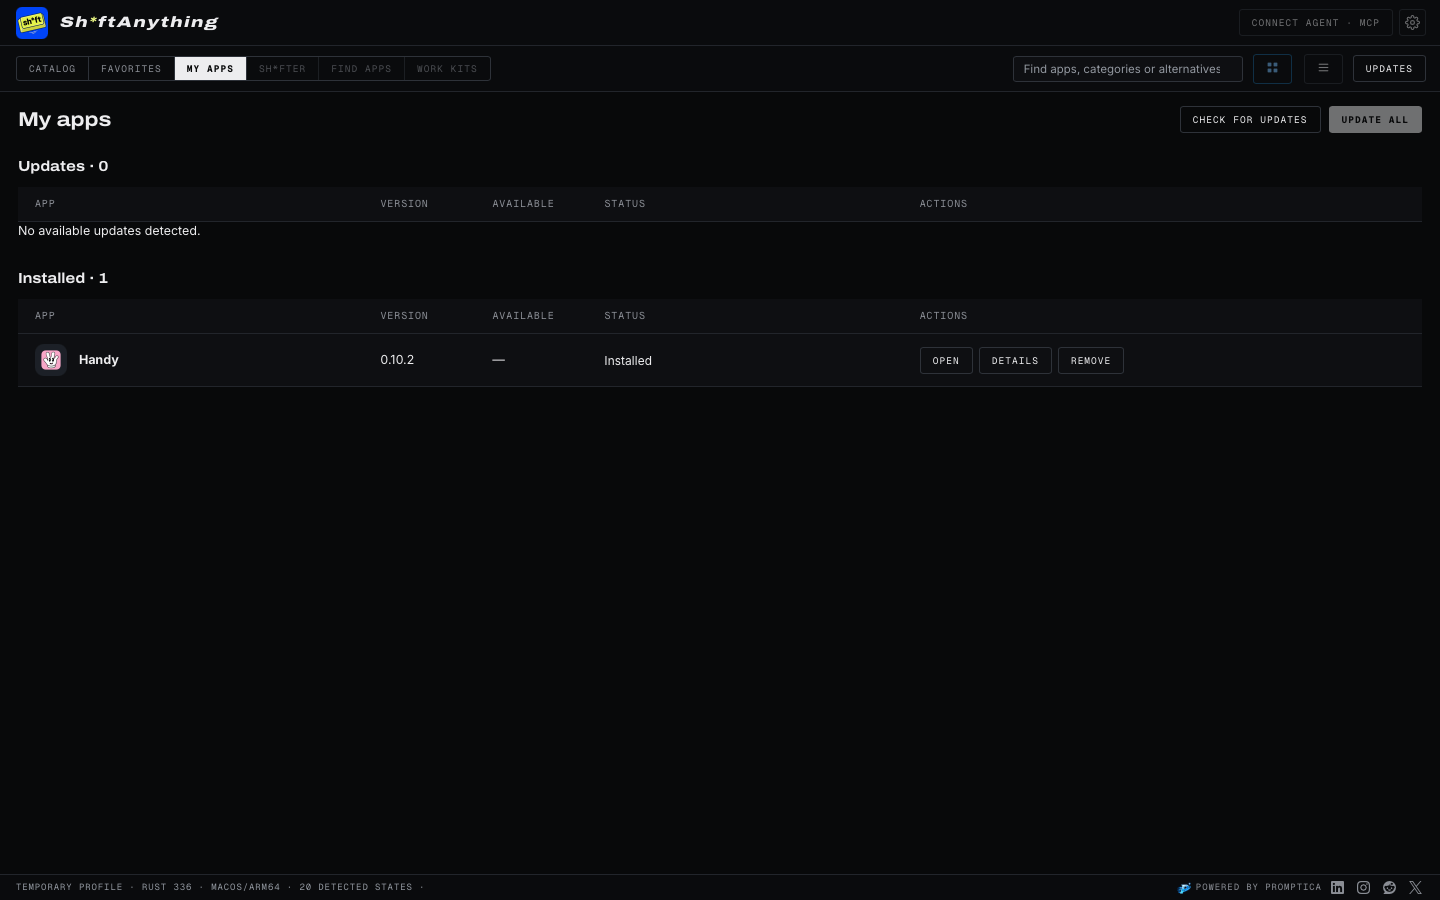 sh*ft
Sh*ftAnything
CONNECT AGENT · MCP
CATALOG
FAVORITES
MY APPS
SH*FTER
FIND APPS
WORK KITS
Find apps, categories or alternatives
UPDATES
My apps
CHECK FOR UPDATES
UPDATE ALL
Updates · 0
APP VERSION AVAILABLE STATUS ACTIONS
No available updates detected.
Installed · 1
APP VERSION AVAILABLE STATUS ACTIONS
Handy 0.10.2 — Installed OPEN DETAILS REMOVE
TEMPORARY PROFILE · RUST 336 · MACOS/ARM64 · 20 DETECTED STATES ·
POWERED BY PROMPTICA